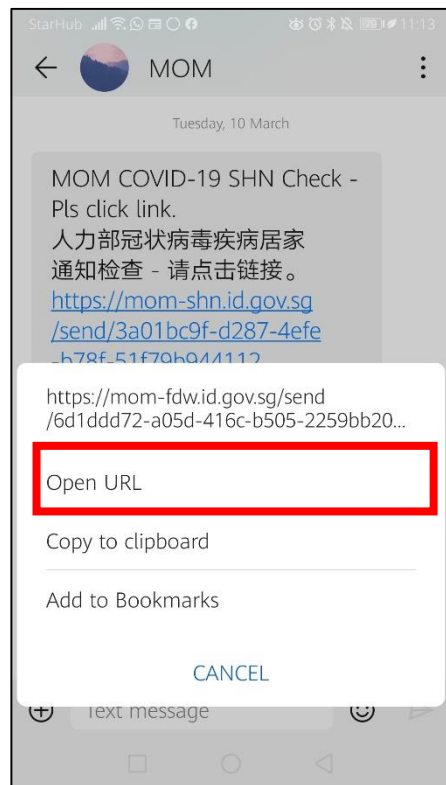 StarHub 11:13
MOM
Tuesday, 10 March
MOM COVID-19 SHN Check -
Pls click link.
人力部冠状病毒疾病居家
通知检查 - 请点击链接。
https://mom-shn.id.gov.sg
/send/3a01bc9f-d287-4efe
-b78f-51f79b944112
https://mom-fdw.id.gov.sg/send
/6d1ddd72-a05d-416c-b505-2259bb20...
Open URL
Copy to clipboard
Add to Bookmarks
CANCEL
Text message